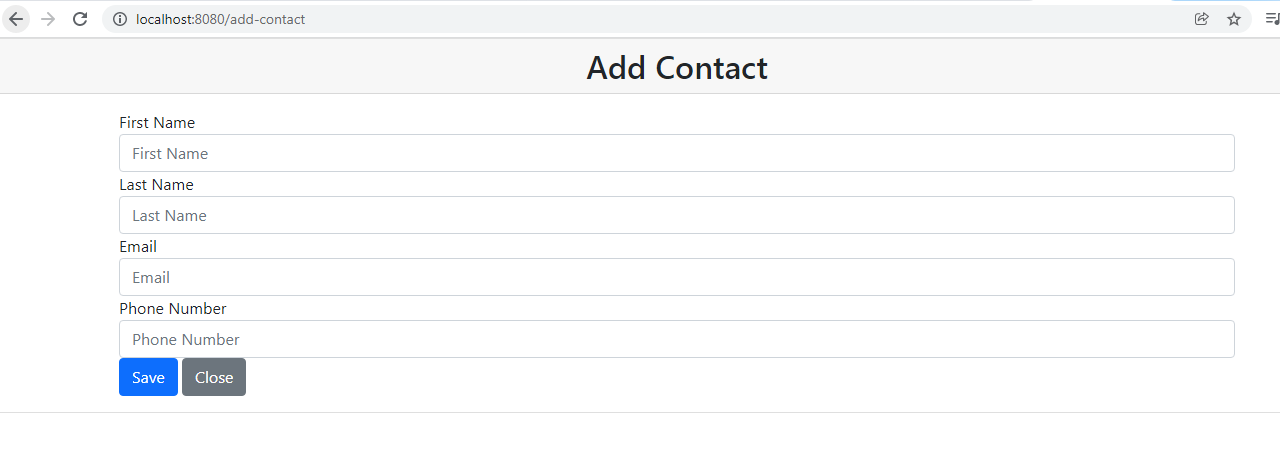 localhost:8080/add-contact
Add Contact
First Name
First Name
Last Name
Last Name
Email
Email
Phone Number
Phone Number
Save Close